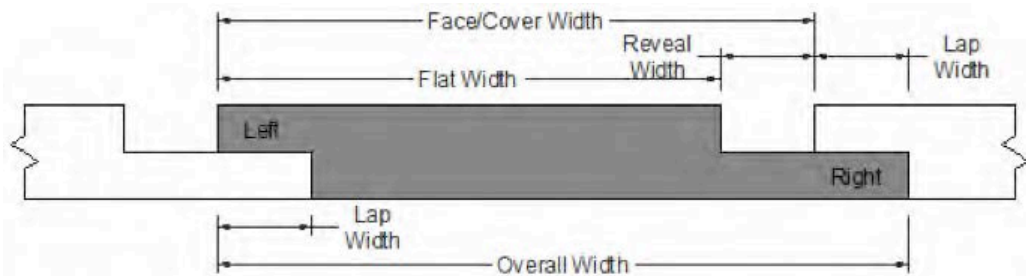 Face/Cover Width
Reveal
Width
Lap
Width
Flat Width
Left
Right
Lap
Width
Overall Width